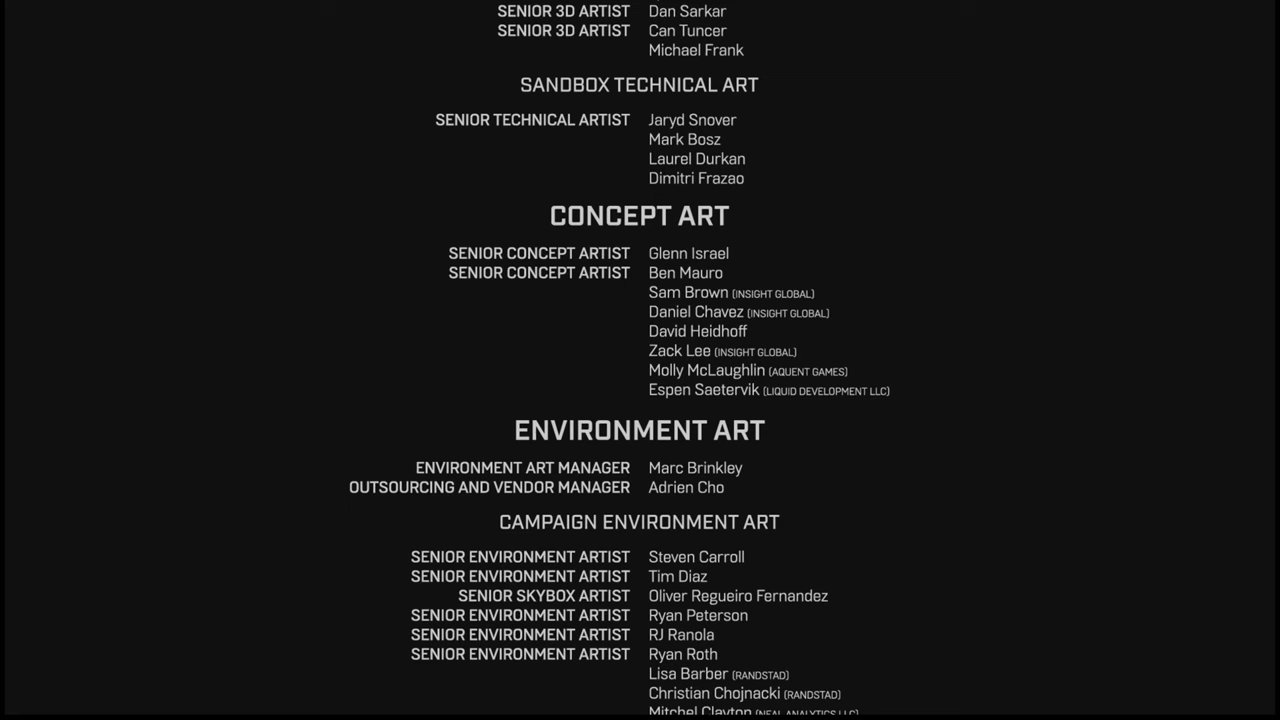 SENIOR 3D ARTIST Dan Sarkar
SENIOR 3D ARTIST Can Tuncer
Michael Frank
SANDBOX TECHNICAL ART
SENIOR TECHNICAL ARTIST Jaryd Snover
Mark Bosz
Laurel Durkan
Dimitri Frazao
CONCEPT ART
SENIOR CONCEPT ARTIST Glenn Israel
SENIOR CONCEPT ARTIST Ben Mauro
Sam Brown (INSIGHT GLOBAL)
Daniel Chavez (INSIGHT GLOBAL)
David Heidhoff
Zack Lee (INSIGHT GLOBAL)
Molly McLaughlin (AQUENT GAMES)
Espen Saetervik (LIQUID DEVELOPMENT LLC)
ENVIRONMENT ART
ENVIRONMENT ART MANAGER Marc Brinkley
OUTSOURCING AND VENDOR MANAGER Adrien Cho
CAMPAIGN ENVIRONMENT ART
SENIOR ENVIRONMENT ARTIST Steven Carroll
SENIOR ENVIRONMENT ARTIST Tim Diaz
SENIOR SKYBOX ARTIST Oliver Regueiro Fernandez
SENIOR ENVIRONMENT ARTIST Ryan Peterson
SENIOR ENVIRONMENT ARTIST RJ Ranola
SENIOR ENVIRONMENT ARTIST Ryan Roth
Lisa Barber (RANDSTAD)
Christian Chojnacki (RANDSTAD)
Mitchel Clayton (NEAL ANALYTICS LLC)